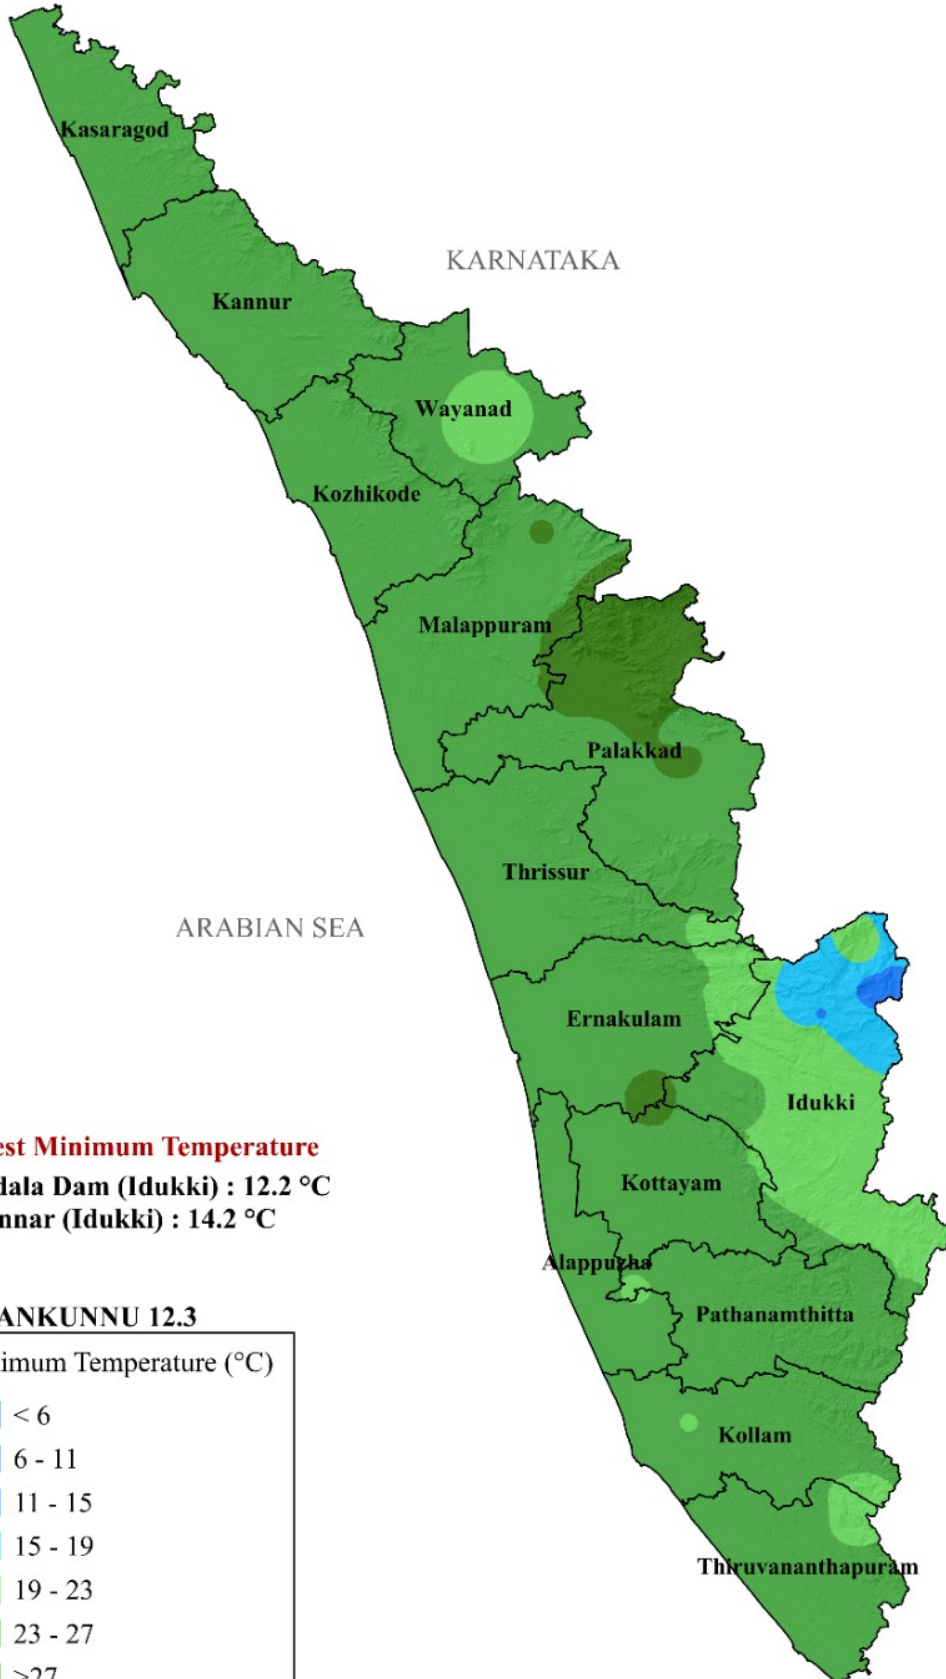 Kasaragod
KARNATAKA
Kannur
Wayanad
Kozhikode
Malappuram
Palakkad
Thrissur
ARABIAN SEA
Ernakulam
Idukki
est Minimum Temperature
dala Dam (Idukki) : 12.2 °C
nnar (Idukki) : 14.2 °C
Kottayam
Alappuzha
Pathanamthitta
ANKUNNU 12.3
imum Temperature (°C)
< 6
6 - 11
11 - 15
15 - 19
19 - 23
23 - 27
>27
Kollam
Thiruvananthapuram